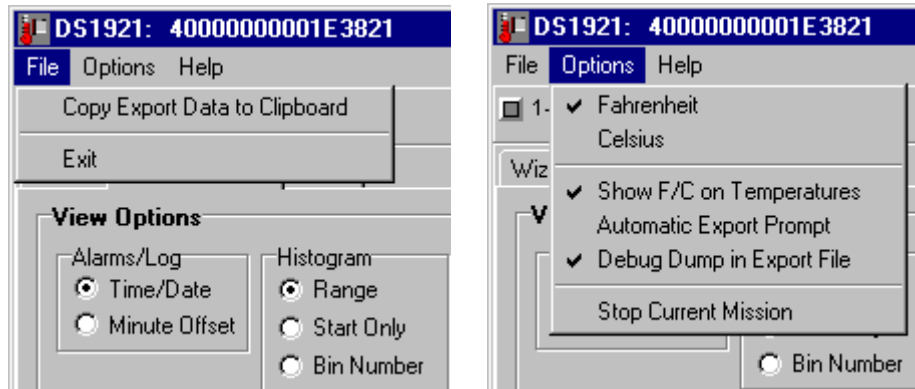 DS1921: 40000000001E3821
File Options Help
Copy Export Data to Clipboard
Exit
View Options
Alarms/Log
Time/Date
Minute Offset
Histogram
Range
Start Only
Bin Number
DS1921: 40000000001E3821
File Options Help
1-
Fahrenheit
Celsius
Wiz
Show F/C on Temperatures
Automatic Export Prompt
Debug Dump in Export File
Stop Current Mission
V
Bin Number